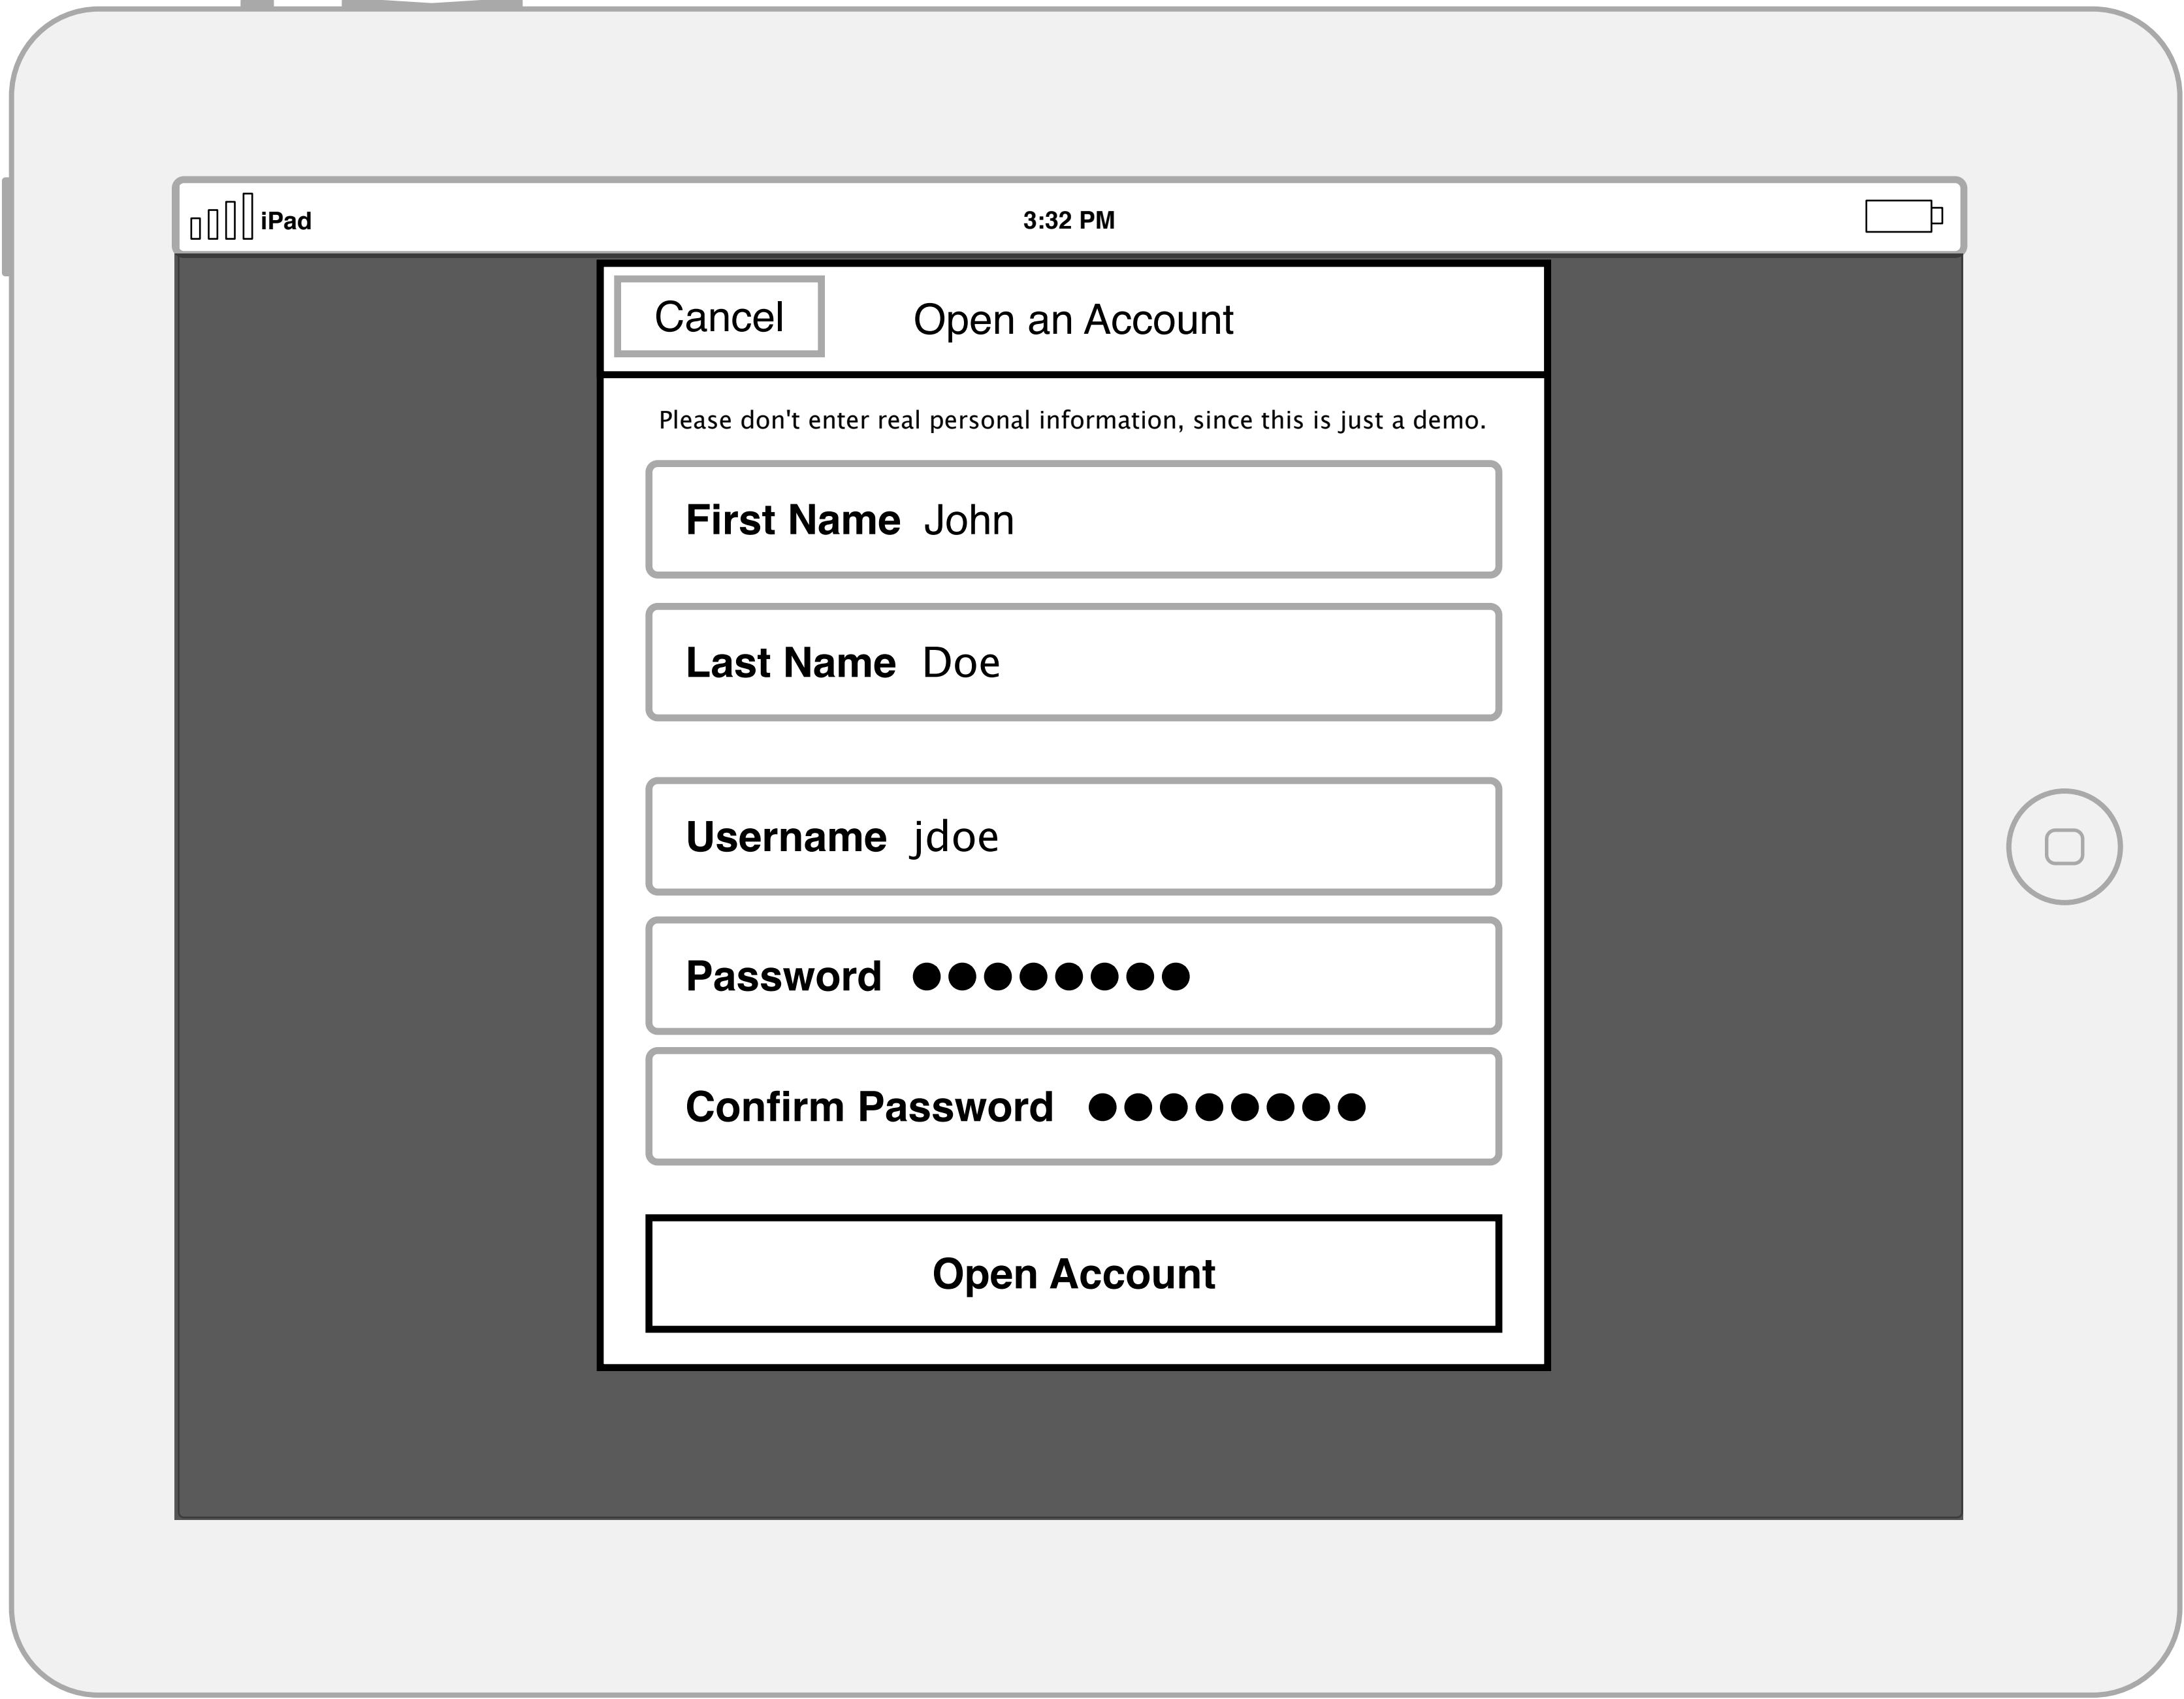 iPad 3:32 PM
Cancel Open an Account
Please don't enter real personal information, since this is just a demo.
First Name John
Last Name Doe
Username jdoe
Password ●●●●●●●●
Confirm Password ●●●●●●●●
Open Account